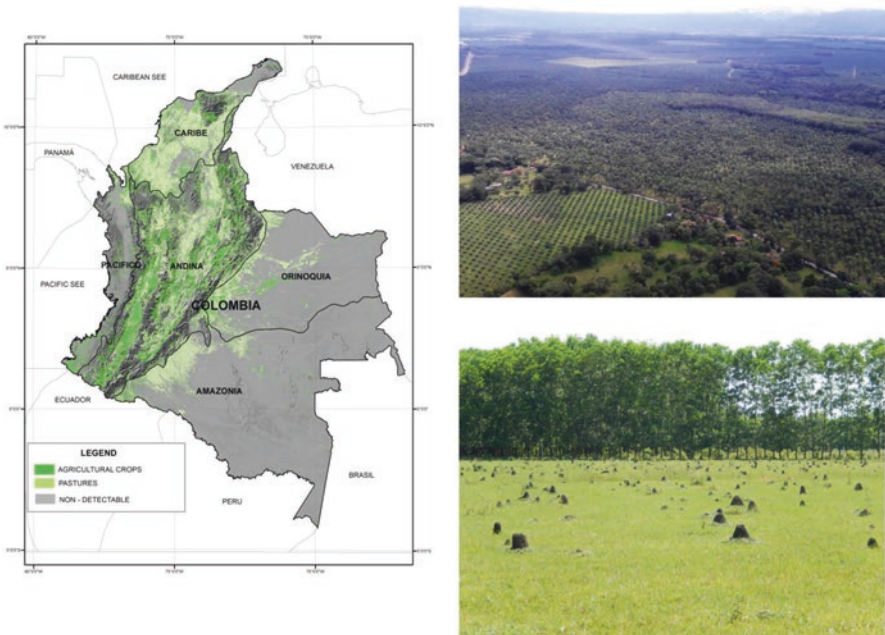 CARIBEAN SEE
PANAMÁ
CARIBE
VENEZUELA
PACIFICO
ANDINA
ORINOQUIA
PACIFIC SEE
COLOMBIA
AMAZONIA
ECUADOR
LEGEND
AGRICULTURAL CROPS
PASTURES
NON - DETECTABLE
BRASIL
PERU